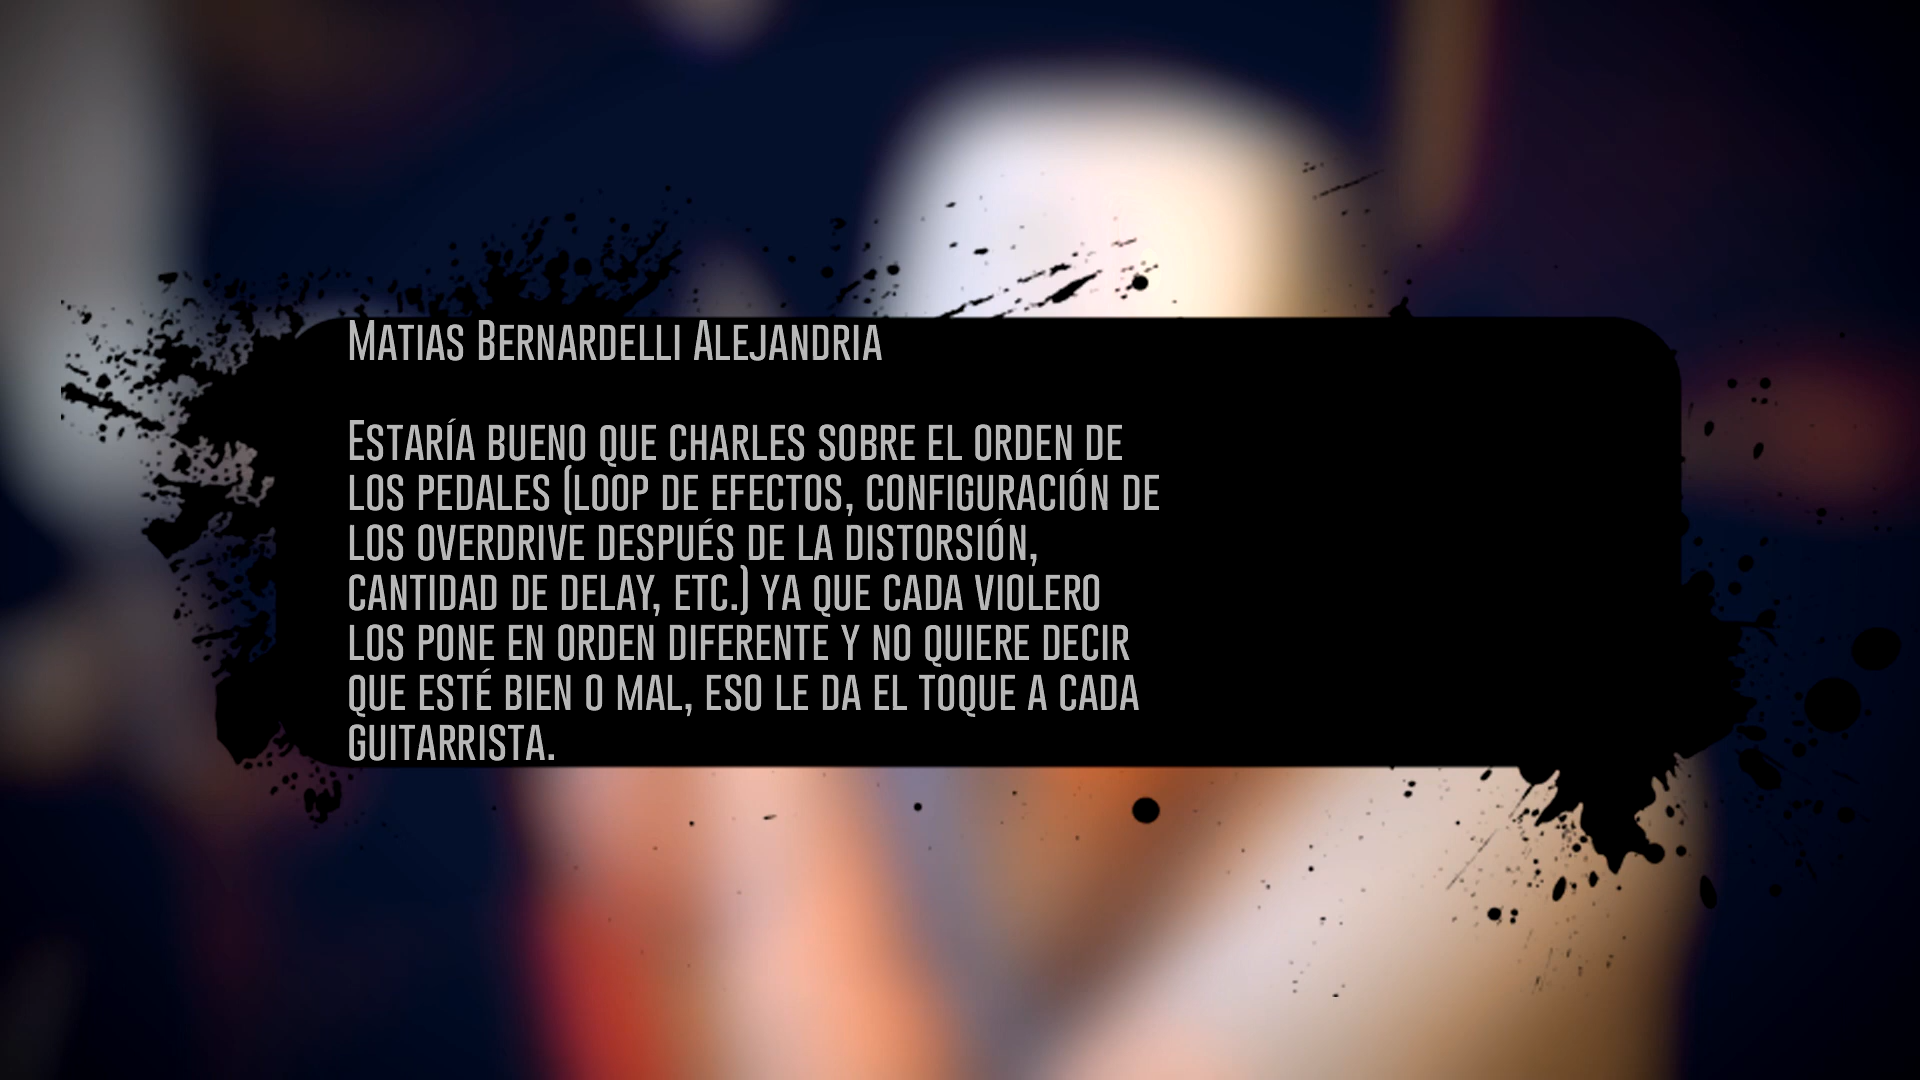 Matias Bernardelli Alejandria
Estaría bueno que charles sobre el orden de
los pedales (loop de efectos, configuración de
los overdrive después de la distorsión,
cantidad de delay, etc.) ya que cada violero
los pone en orden diferente y no quiere decir
que esté bien o mal, eso le da el toque a cada
guitarrista.